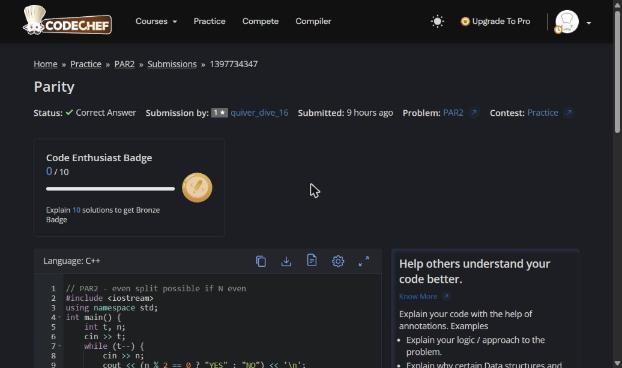 CODECHEF
Courses Practice Compete Compiler Upgrade To Pro
Home » Practice » PAR2 » Submissions » 1397734347
Parity
Status: ✓ Correct Answer Submission by: 1★ quiver_dive_16 Submitted: 9 hours ago Problem: PAR2 Contest: Practice
Code Enthusiast Badge
0 / 10
Explain 10 solutions to get Bronze
Badge
Language: C++
1 // PAR2 - even split possible if N even
2 #include <iostream>
3 using namespace std;
4 int main() {
5 int t, n;
6 cin >> t;
7 while (t--) {
8 cin >> n;
9 cout << (n % 2 == 0 ? "YES" : "NO") << '\n';
Help others understand your
code better.
Know More
Explain your code with the help of
annotations. Examples
• Explain your logic / approach to the
problem.
• Explain why certain Data structures and